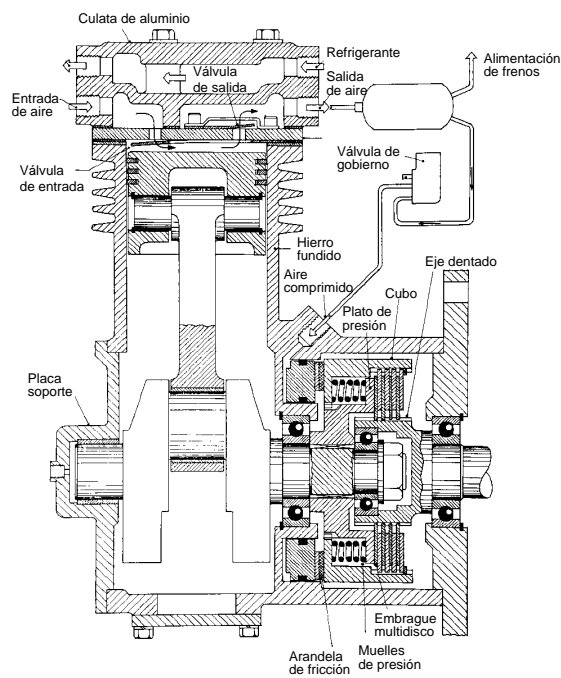 Culata de aluminio
Refrigerante
Válvula
de salida
Salida
de aire
Alimentación
de frenos
Entrada
de aire
Válvula de
gobierno
Válvula
de entrada
Hierro
fundido
Eje dentado
Aire
comprimido
Cubo
Plato de
presión
Placa
soporte
Embrague
multidisco
Arandela
de fricción
Muelles
de presión